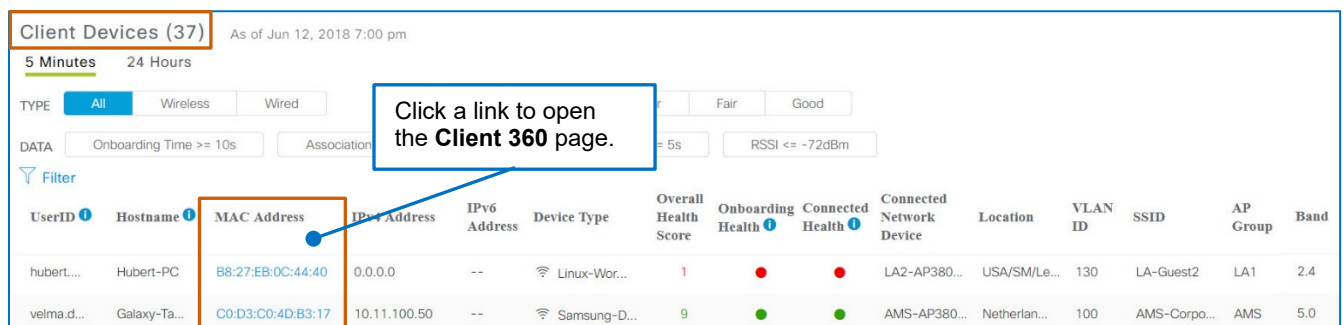 Client Devices (37) As of Jun 12, 2018 7:00 pm
5 Minutes 24 Hours
TYPE All Wireless Wired Fair Good
Click a link to open
the Client 360 page.
DATA Onboarding Time >= 10s Association = 5s RSSI <= -72dBm
Filter
UserID Hostname MAC Address IPv4 Address IPv6 Address Device Type Overall Health Score Onboarding Health Connected Health Connected Network Device Location VLAN ID SSID AP Group Band
hubert.... Hubert-PC B8:27:EB:0C:44:40 0.0.0.0 -- Linux-Wor... 1 LA2-AP380... USA/SM/Le... 130 LA-Guest2 LA1 2.4
velma.d... Galaxy-Ta... C0:D3:C0:4D:B3:17 10.11.100.50 -- Samsung-D... 9 AMS-AP380... Netherlan... 100 AMS-Corpo... AMS 5.0